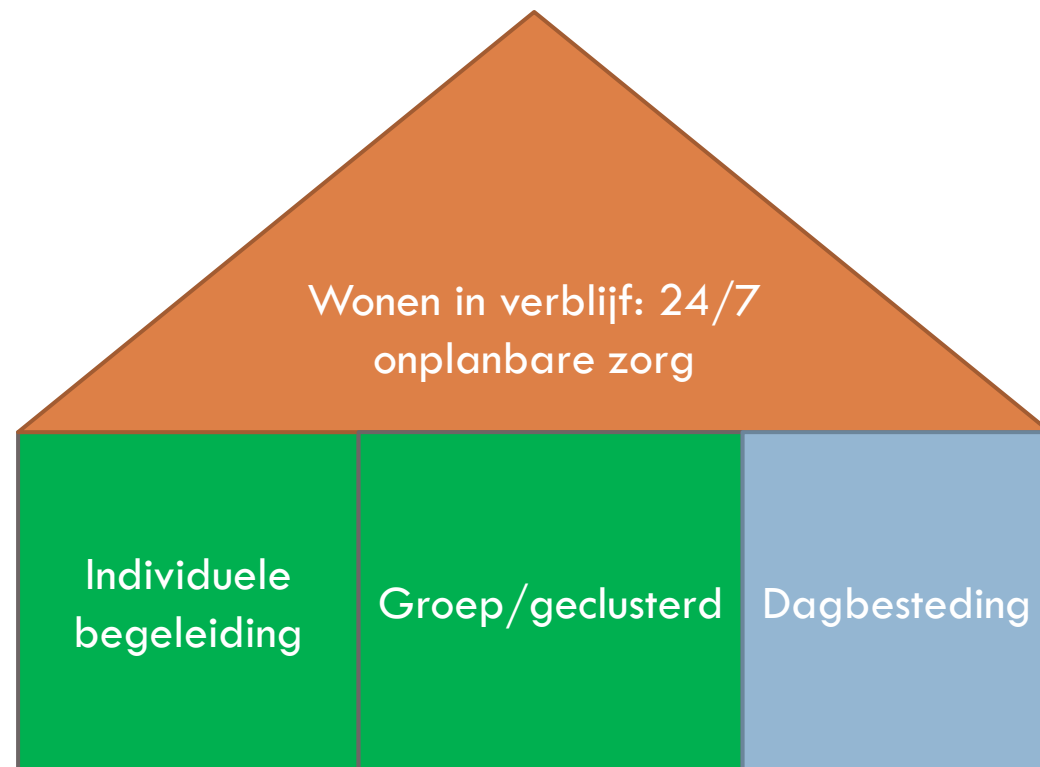 Wonen in verblijf: 24/7
onplanbare zorg
Individuele
begeleiding
Groep/geclusterd
Dagbesteding